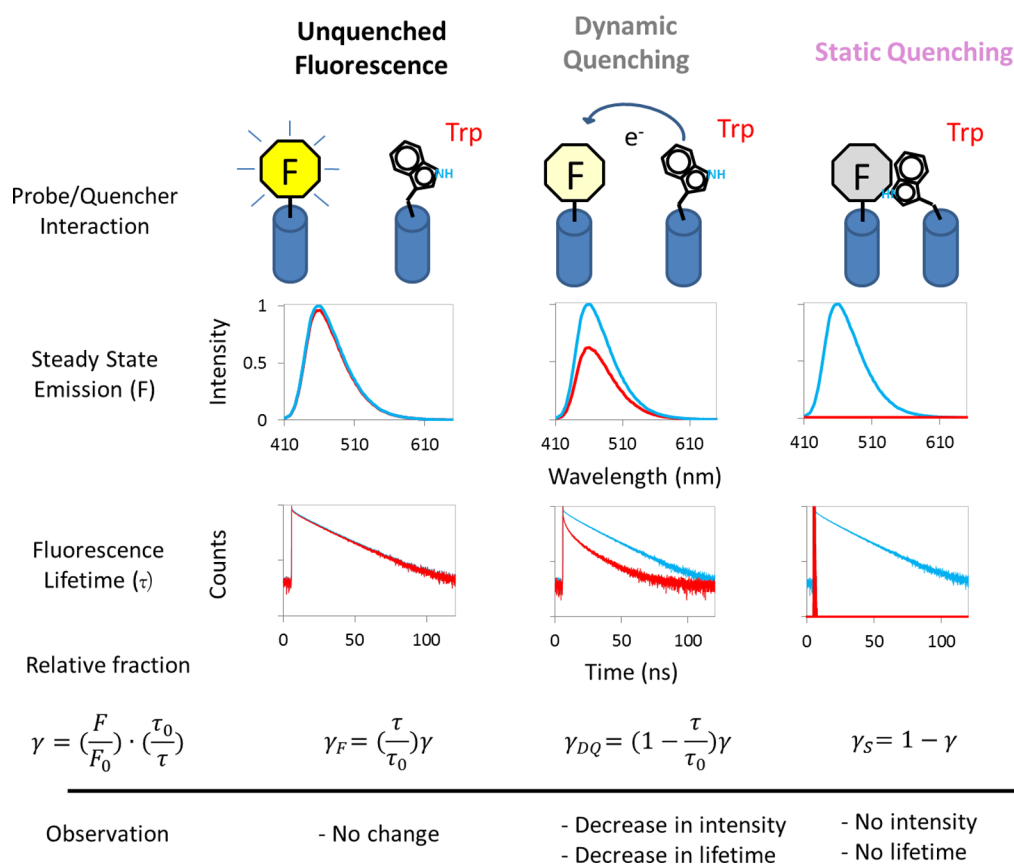 Unquenched
Fluorescence
Dynamic
Quenching
Static Quenching
Probe/Quencher
Interaction
F
Trp
NH
F
e⁻
Trp
NH
F
Trp
HN
Steady State
Emission (F)
Intensity
1
0.5
0
410 510 610
410 510 610
410 510 610
Wavelength (nm)
Fluorescence
Lifetime (τ)
Counts
0 50 100
0 50 100
0 50 100
Time (ns)
Relative fraction
γ = (F/F₀) · (τ₀/τ)
γ_F = (τ/τ₀)γ
γ_DQ = (1 − τ/τ₀)γ
γ_S = 1 − γ
Observation
- No change
- Decrease in intensity
- Decrease in lifetime
- No intensity
- No lifetime